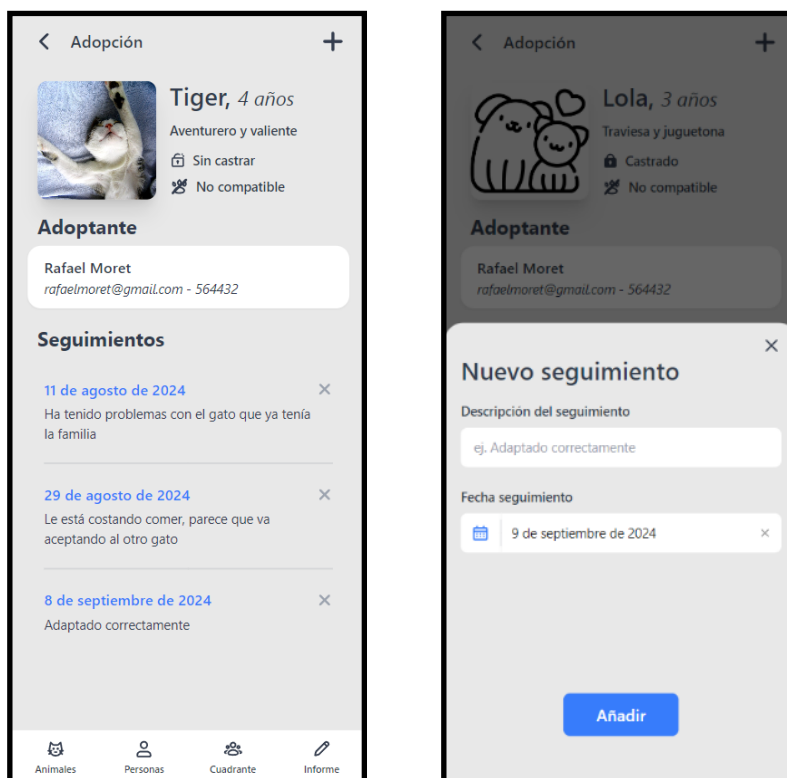 Adopción
Tiger, 4 años
Aventurero y valiente
Sin castrar
No compatible
Adoptante
Rafael Moret
rafaelmoret@gmail.com - 564432
Seguimientos
11 de agosto de 2024
Ha tenido problemas con el gato que ya tenía
la familia
29 de agosto de 2024
Le está costando comer, parece que va
aceptando al otro gato
8 de septiembre de 2024
Adaptado correctamente
Animales
Personas
Cuadrante
Informe
Adopción
Lola, 3 años
Traviesa y juguetona
Castrado
No compatible
Adoptante
Rafael Moret
rafaelmoret@gmail.com - 564432
Nuevo seguimiento
Descripción del seguimiento
ej. Adaptado correctamente
Fecha seguimiento
9 de septiembre de 2024
Añadir